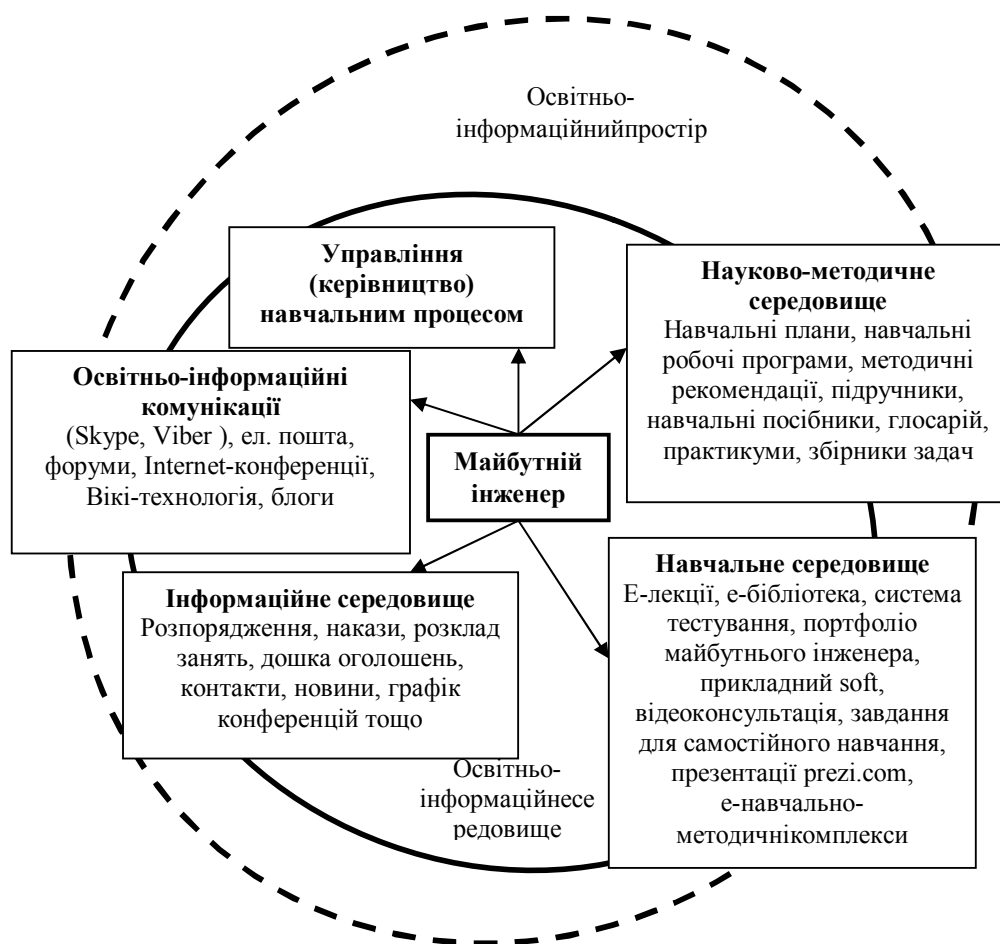 Освітньо-
інформаційнийпростір
Управління
(керівництво)
навчальним процесом
Науково-методичне
середовище
Навчальні плани, навчальні
робочі програми, методичні
рекомендації, підручники,
навчальні посібники, глосарій,
практикуми, збірники задач
Освітньо-інформаційні
комунікації
(Skype, Viber ), ел. пошта,
форуми, Internet-конференції,
Вікі-технологія, блоги
Майбутній
інженер
Інформаційне середовище
Розпорядження, накази, розклад
занять, дошка оголошень,
контакти, новини, графік
конференцій тощо
Навчальне середовище
Е-лекції, е-бібліотека, система
тестування, портфоліо
майбутнього інженера,
прикладний soft,
відеоконсультація, завдання
для самостійного навчання,
презентації prezi.com,
е-навчально-
методичнікомплекси
Освітньо-
інформаційнесе
редовище